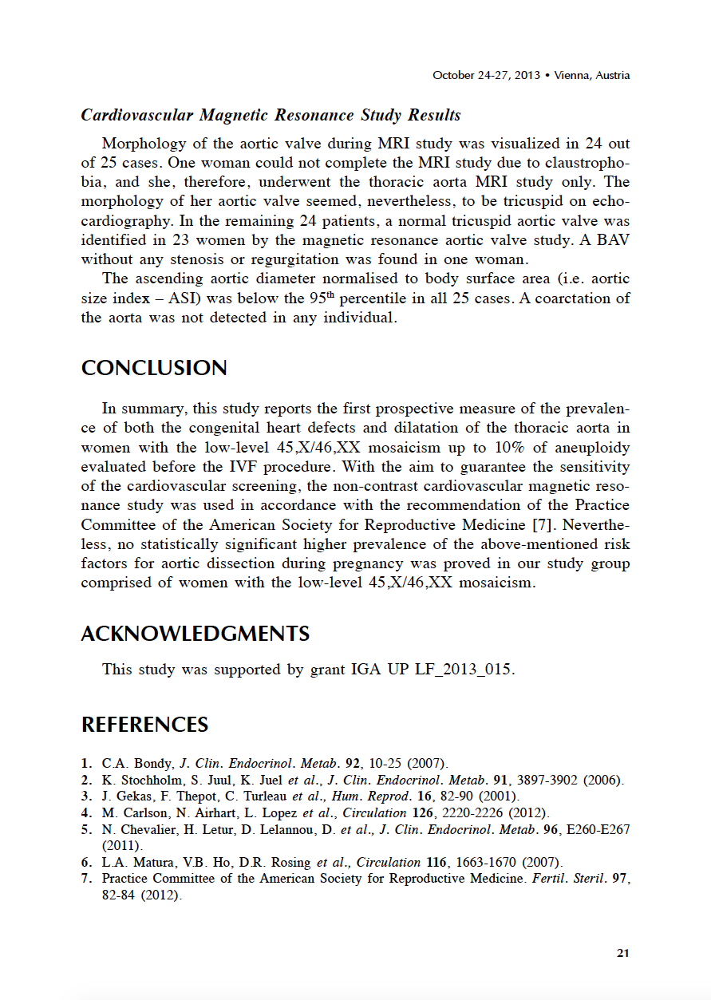 October 24-27, 2013 • Vienna, Austria
Cardiovascular Magnetic Resonance Study Results
Morphology of the aortic valve during MRI study was visualized in 24 out
of 25 cases. One woman could not complete the MRI study due to claustropho-
bia, and she, therefore, underwent the thoracic aorta MRI study only. The
morphology of her aortic valve seemed, nevertheless, to be tricuspid on echo-
cardiography. In the remaining 24 patients, a normal tricuspid aortic valve was
identified in 23 women by the magnetic resonance aortic valve study. A BAV
without any stenosis or regurgitation was found in one woman.
The ascending aortic diameter normalised to body surface area (i.e. aortic
size index – ASI) was below the 95th percentile in all 25 cases. A coarctation of
the aorta was not detected in any individual.
CONCLUSION
In summary, this study reports the first prospective measure of the prevalen-
ce of both the congenital heart defects and dilatation of the thoracic aorta in
women with the low-level 45,X/46,XX mosaicism up to 10% of aneuploidy
evaluated before the IVF procedure. With the aim to guarantee the sensitivity
of the cardiovascular screening, the non-contrast cardiovascular magnetic reso-
nance study was used in accordance with the recommendation of the Practice
Committee of the American Society for Reproductive Medicine [7]. Neverthe-
less, no statistically significant higher prevalence of the above-mentioned risk
factors for aortic dissection during pregnancy was proved in our study group
comprised of women with the low-level 45,X/46,XX mosaicism.
ACKNOWLEDGMENTS
This study was supported by grant IGA UP LF_2013_015.
REFERENCES
1. C.A. Bondy, J. Clin. Endocrinol. Metab. 92, 10-25 (2007).
2. K. Stochholm, S. Juul, K. Juel et al., J. Clin. Endocrinol. Metab. 91, 3897-3902 (2006).
3. J. Gekas, F. Thepot, C. Turleau et al., Hum. Reprod. 16, 82-90 (2001).
4. M. Carlson, N. Airhart, L. Lopez et al., Circulation 126, 2220-2226 (2012).
5. N. Chevalier, H. Letur, D. Lelannou, D. et al., J. Clin. Endocrinol. Metab. 96, E260-E267
(2011).
6. L.A. Matura, V.B. Ho, D.R. Rosing et al., Circulation 116, 1663-1670 (2007).
7. Practice Committee of the American Society for Reproductive Medicine. Fertil. Steril. 97,
82-84 (2012).
21